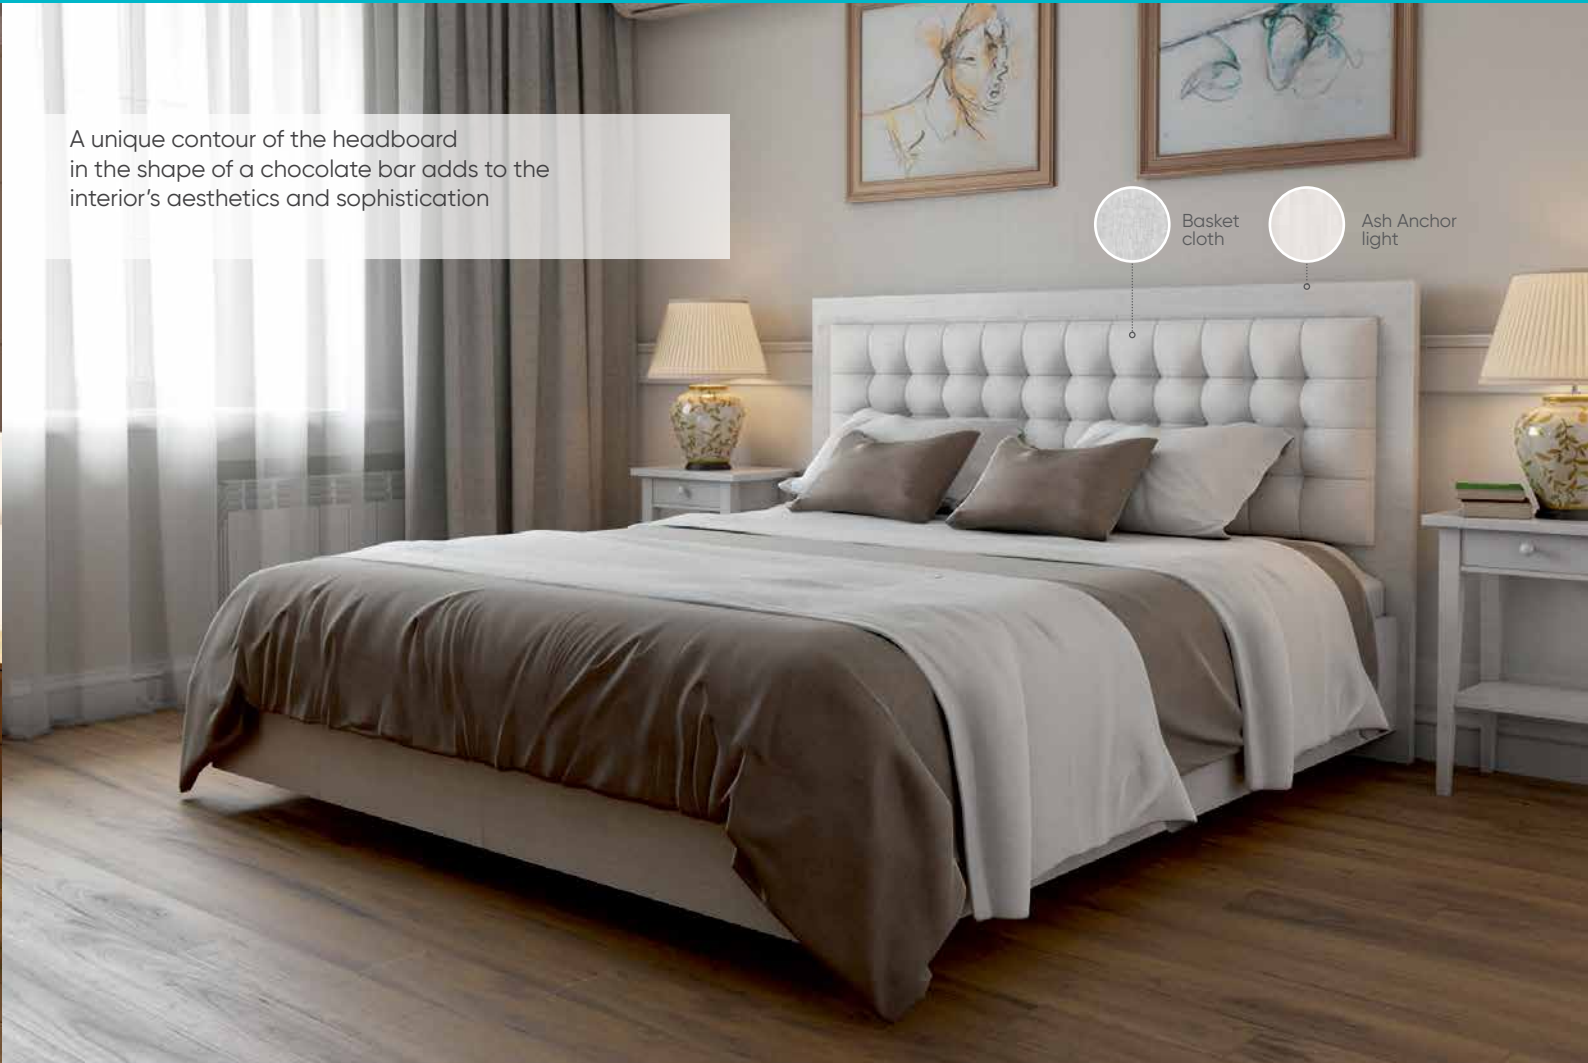 A unique contour of the headboard
in the shape of a chocolate bar adds to the
interior's aesthetics and sophistication
Basket
cloth
Ash Anchor
light